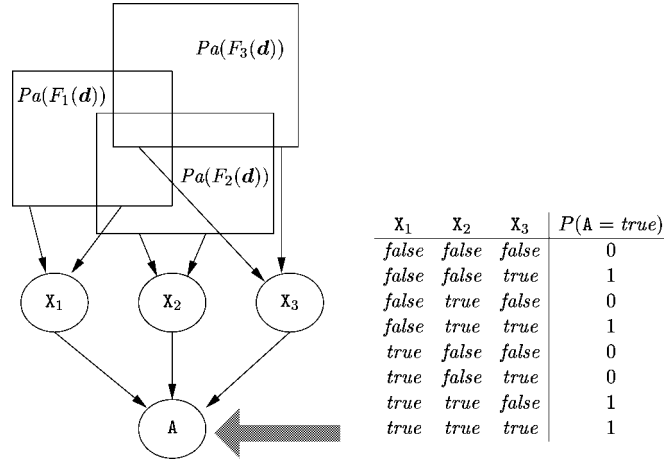 Pa(F₃(d))
Pa(F₁(d))
Pa(F₂(d))
X₁ X₂ X₃ P(A = true)
false false false 0
false false true 1
false true false 0
false true true 1
true false false 0
true false true 0
true true false 1
true true true 1
X₁ X₂ X₃
A